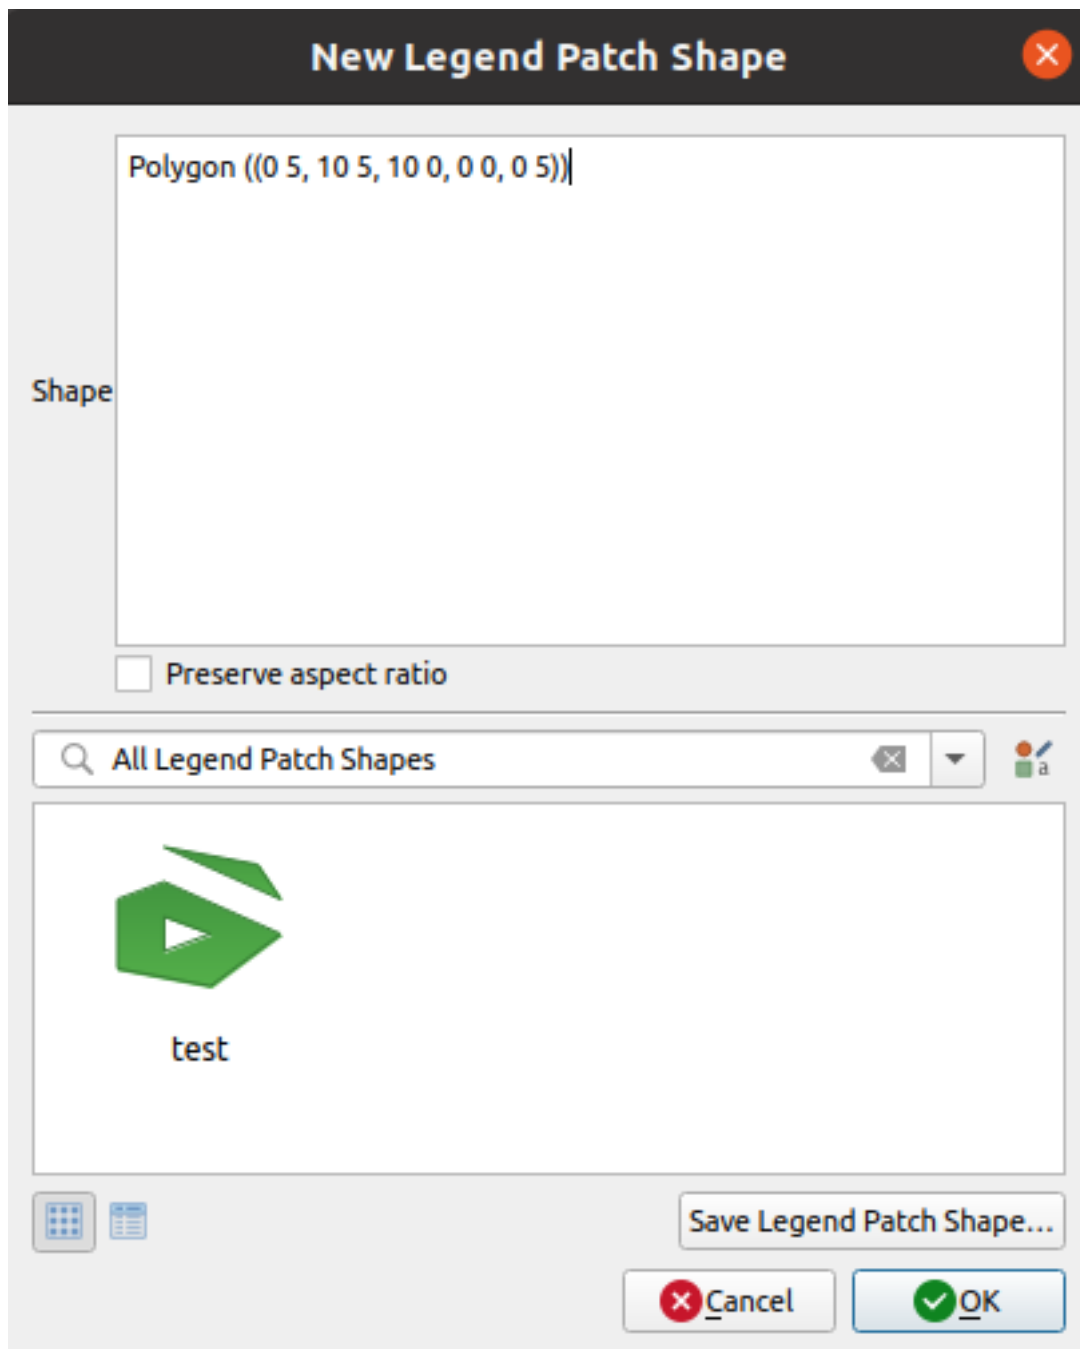 New Legend Patch Shape
Polygon ((0 5, 10 5, 10 0, 0 0, 0 5))
Shape
Preserve aspect ratio
All Legend Patch Shapes
a
test
Save Legend Patch Shape...
Cancel
OK